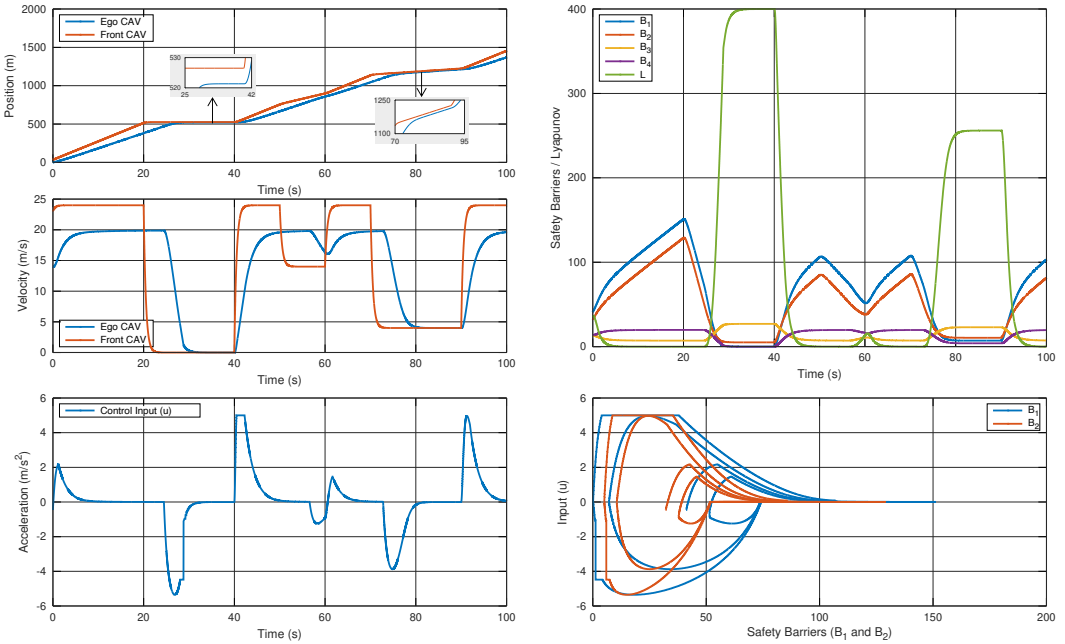 2000
1500
1000
500
0
Position (m)
Ego CAV
Front CAV
530
520
25
42
1250
1100
70
95
0 20 40 60 80 100
Time (s)
25
20
15
10
5
0
Velocity (m/s)
Ego CAV
Front CAV
0 20 40 60 80 100
Time (s)
6
4
2
0
-2
-4
-6
Acceleration (m/s²)
Control Input (u)
0 20 40 60 80 100
Time (s)
400
300
200
100
0
Safety Barriers / Lyapunov
B₁
B₂
B₃
B₄
L
0 20 40 60 80 100
Time (s)
6
4
2
0
-2
-4
-6
Input (u)
B₁
B₂
0 50 100 150 200
Safety Barriers (B₁ and B₂)